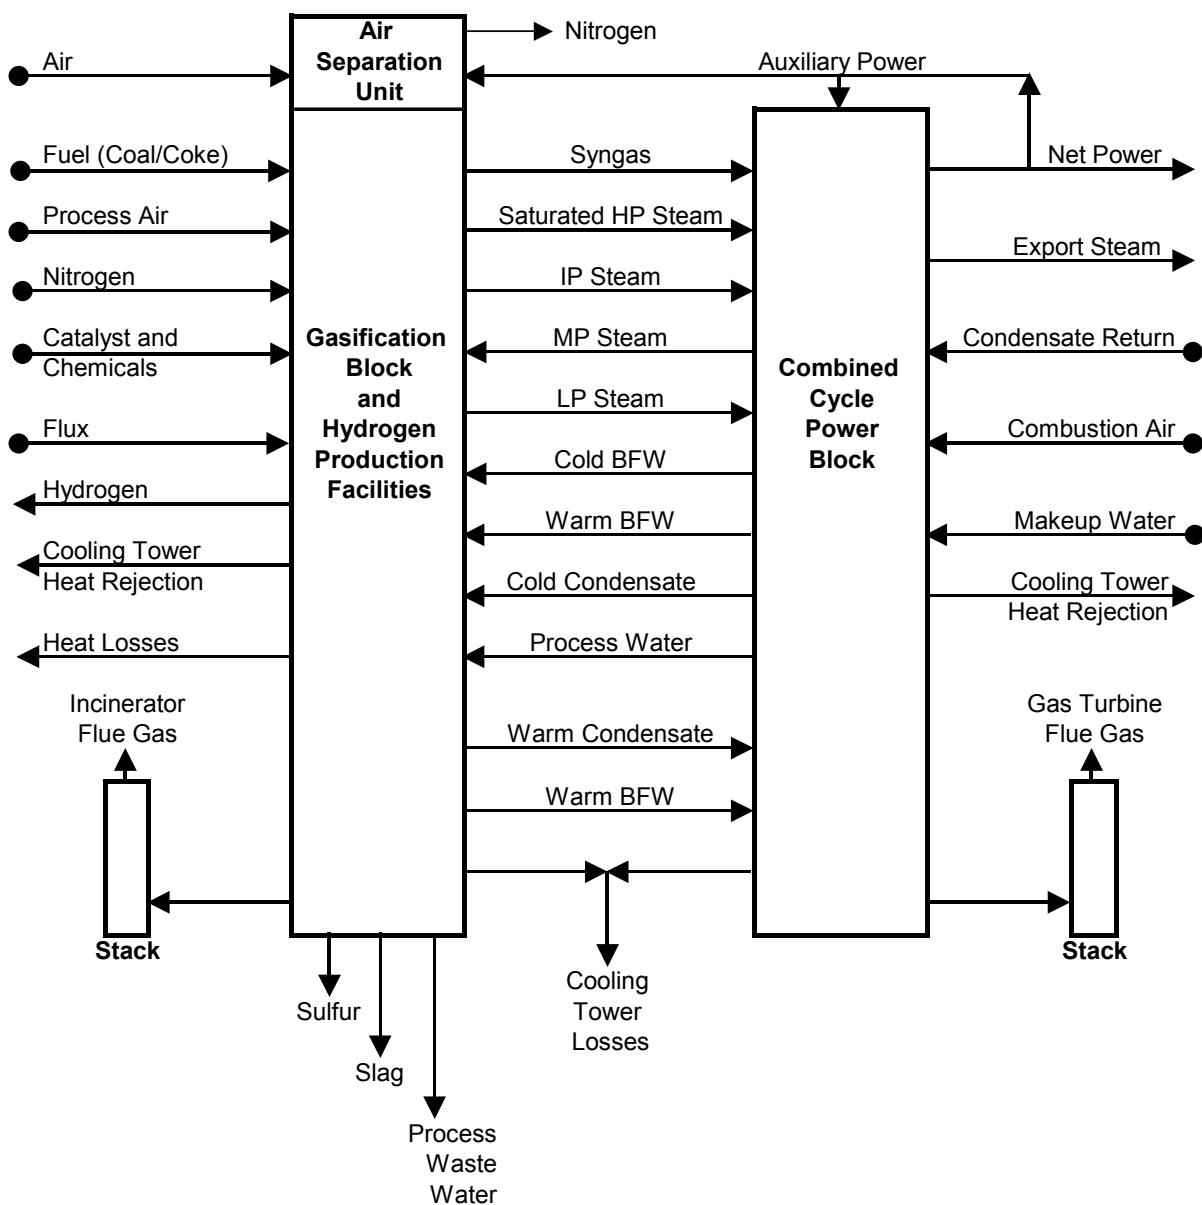 Air
Separation
Unit
Nitrogen
Air
Auxiliary Power
Fuel (Coal/Coke)
Syngas
Net Power
Process Air
Saturated HP Steam
Export Steam
Nitrogen
IP Steam
Catalyst and
Chemicals
Gasification
Block
and
Hydrogen
Production
Facilities
MP Steam
Combined
Cycle
Power
Block
Condensate Return
LP Steam
Flux
Combustion Air
Cold BFW
Hydrogen
Warm BFW
Makeup Water
Cooling Tower
Heat Rejection
Cold Condensate
Cooling Tower
Heat Rejection
Heat Losses
Process Water
Incinerator
Flue Gas
Gas Turbine
Flue Gas
Warm Condensate
Warm BFW
Stack
Stack
Sulfur
Cooling
Tower
Losses
Slag
Process
Waste
Water